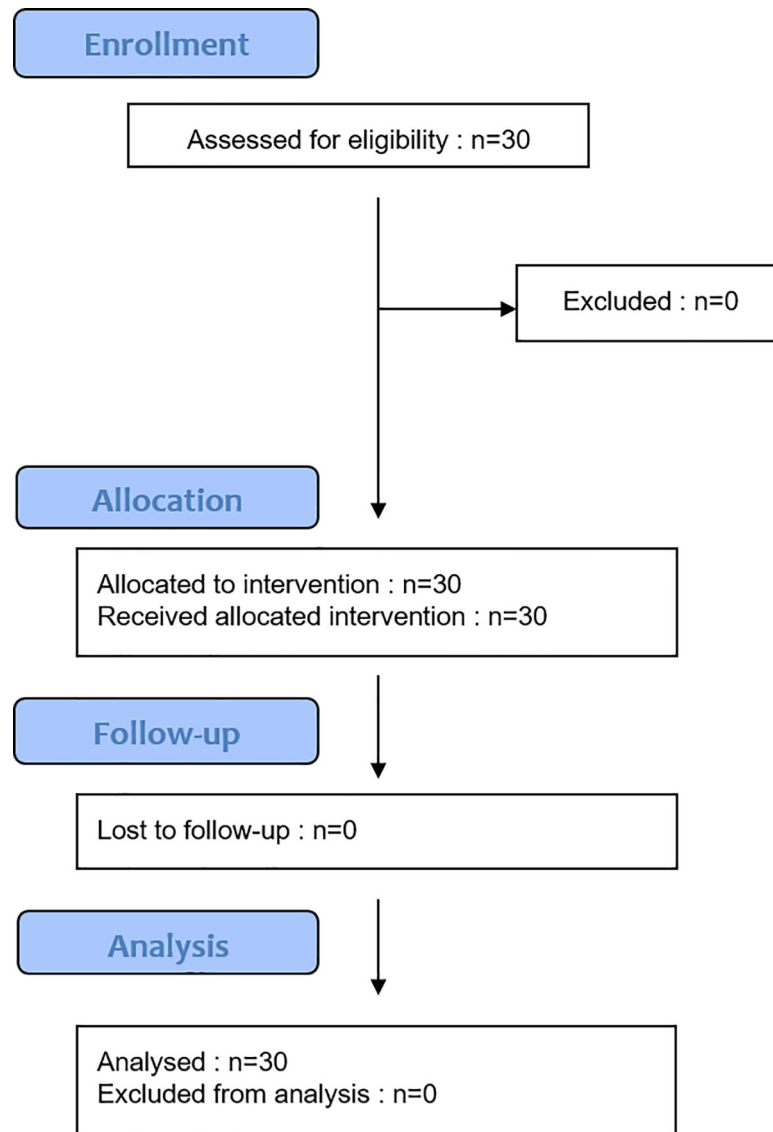 Enrollment
Assessed for eligibility : n=30
Excluded : n=0
Allocation
Allocated to intervention : n=30
Received allocated intervention : n=30
Follow-up
Lost to follow-up : n=0
Analysis
Analysed : n=30
Excluded from analysis : n=0